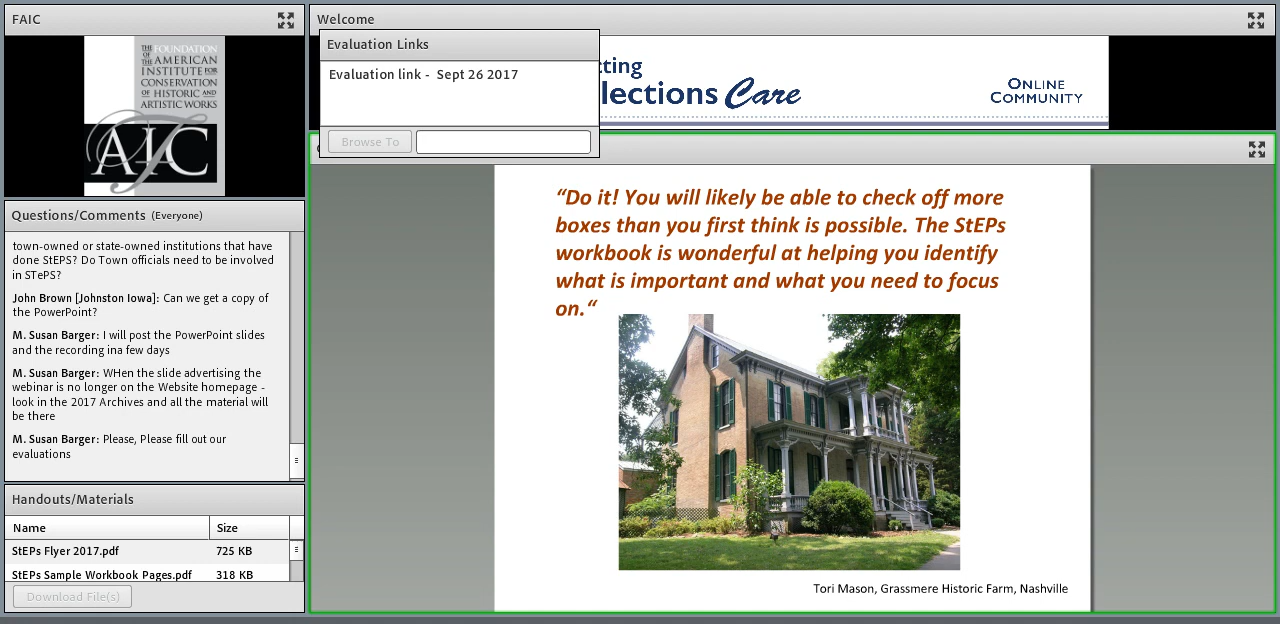 FAIC
THE FOUNDATION
OF THE AMERICAN
INSTITUTE FOR
CONSERVATION
OF HISTORIC AND
ARTISTIC WORKS
AIC
Questions/Comments (Everyone)
town-owned or state-owned institutions that have
done StEPS? Do Town officials need to be involved
in STePS?
John Brown [Johnston Iowa]: Can we get a copy of
the PowerPoint?
M. Susan Barger: I will post the PowerPoint slides
and the recording ina few days
M. Susan Barger: WHen the slide advertising the
webinar is no longer on the Website homepage -
look in the 2017 Archives and all the material will
be there
M. Susan Barger: Please, Please fill out our
evaluations
Handouts/Materials
Name Size
StEPs Flyer 2017.pdf 725 KB
StEPs Sample Workbook Pages.pdf 318 KB
Download File(s)
Welcome
Evaluation Links
Evaluation link - Sept 26 2017
Browse To
cting
llections Care
ONLINE
COMMUNITY
“Do it! You will likely be able to check off more
boxes than you first think is possible. The StEPs
workbook is wonderful at helping you identify
what is important and what you need to focus
on.“
Tori Mason, Grassmere Historic Farm, Nashville